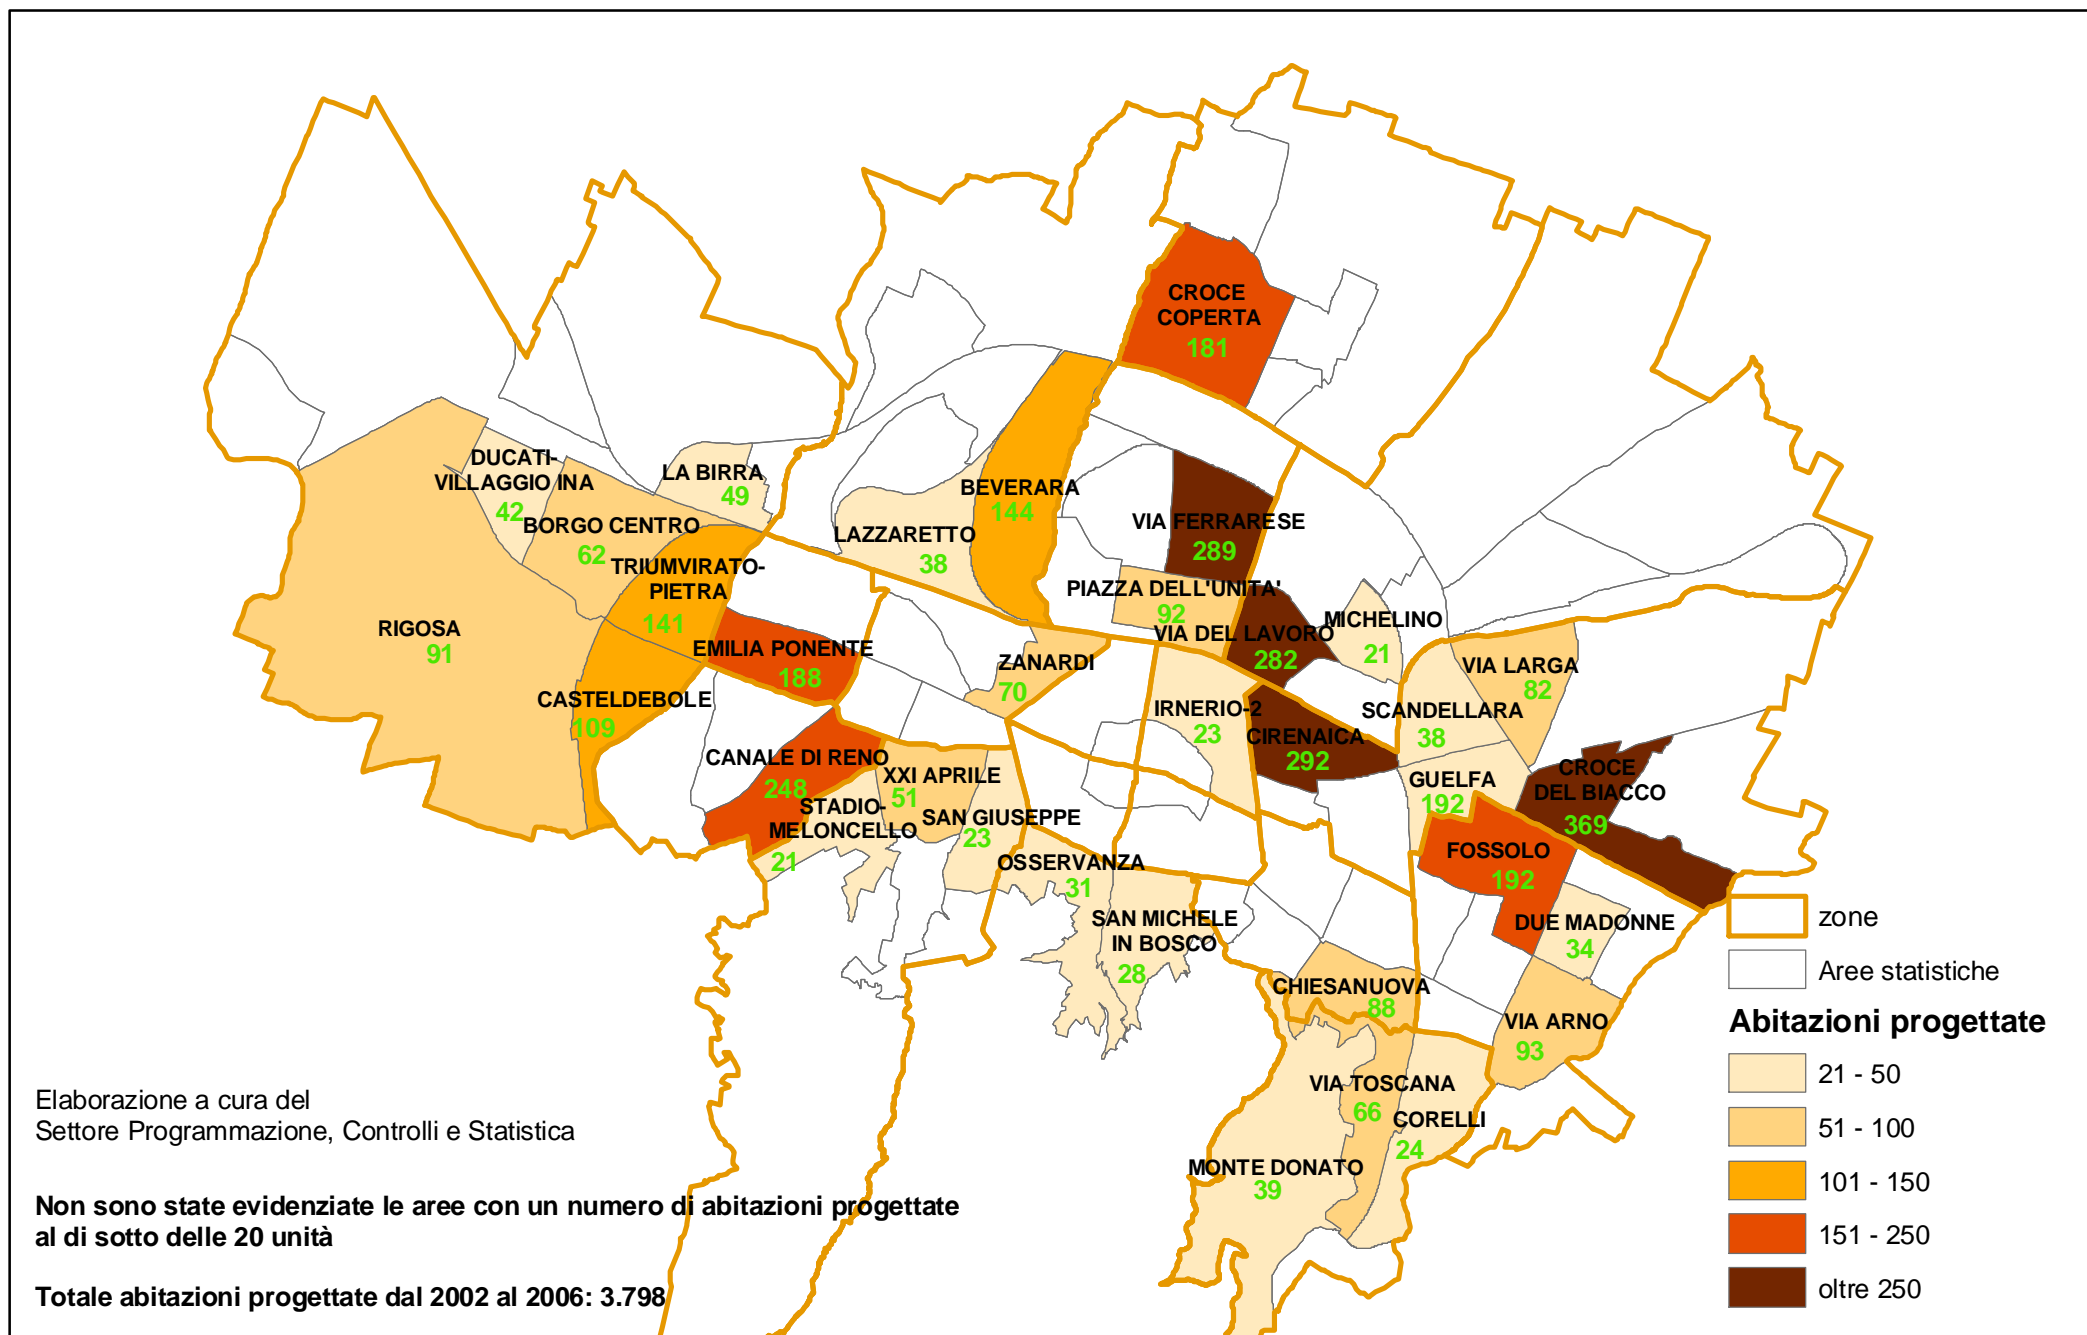 CROCE
COPERTA
181
DUCATI-
VILLAGGIO INA
42
LA BIRRA
49
BEVERARA
144
BORGO CENTRO
62
LAZZARETTO
38
VIA FERRARESE
289
TRIUMVIRATO-
PIETRA
141
PIAZZA DELL'UNITA'
92
RIGOSA
91
EMILIA PONENTE
188
VIA DEL LAVORO
282
MICHELINO
21
ZANARDI
70
VIA LARGA
82
CASTELDEBOLE
109
IRNERIO-2
23
SCANDELLARA
38
CIRENAICA
292
CANALE DI RENO
248
XXI APRILE
51
GUELFA
192
CROCE
DEL BIACCO
369
STADIO-
MELONCELLO
21
SAN GIUSEPPE
23
OSSERVANZA
31
FOSSOLO
192
SAN MICHELE
IN BOSCO
28
DUE MADONNE
34
CHIESANUOVA
88
VIA ARNO
93
VIA TOSCANA
66
CORELLI
24
MONTE DONATO
39
zone
Aree statistiche
Abitazioni progettate
21 - 50
51 - 100
101 - 150
151 - 250
oltre 250
Elaborazione a cura del
Settore Programmazione, Controlli e Statistica
Non sono state evidenziate le aree con un numero di abitazioni progettate
al di sotto delle 20 unità
Totale abitazioni progettate dal 2002 al 2006: 3.798